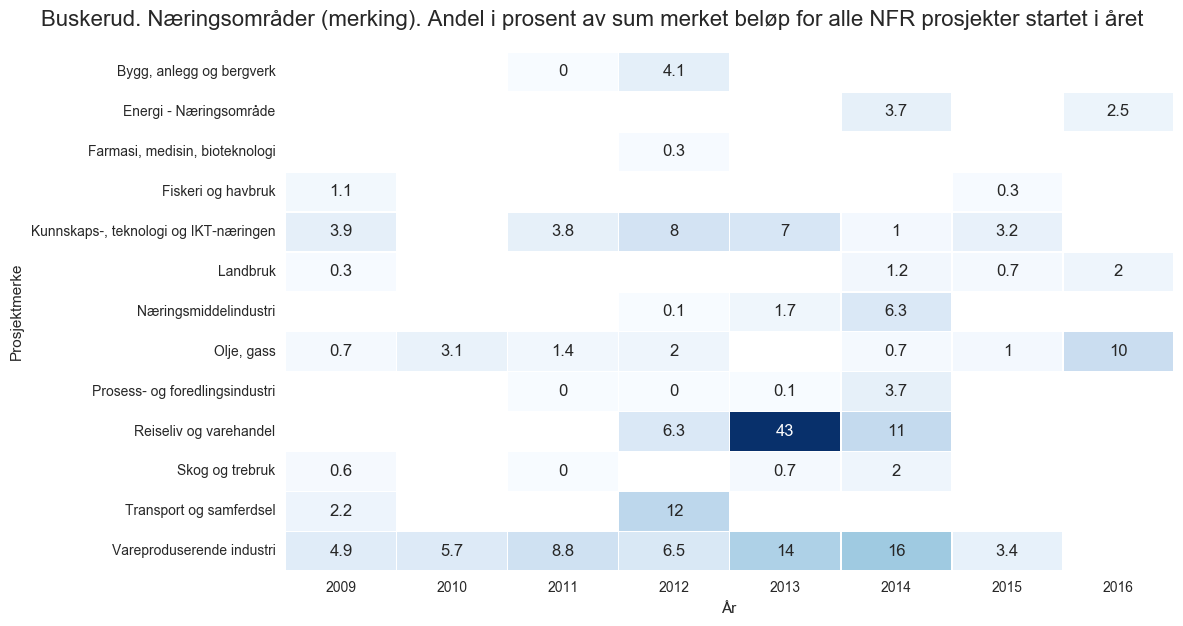 Buskerud. Næringsområder (merking). Andel i prosent av sum merket beløp for alle NFR prosjekter startet i året
Prosjektmerke
Bygg, anlegg og bergverk 0 4.1
Energi - Næringsområde 3.7 2.5
Farmasi, medisin, bioteknologi 0.3
Fiskeri og havbruk 1.1 0.3
Kunnskaps-, teknologi og IKT-næringen 3.9 3.8 8 7 1 3.2
Landbruk 0.3 1.2 0.7 2
Næringsmiddelindustri 0.1 1.7 6.3
Olje, gass 0.7 3.1 1.4 2 0.7 1 10
Prosess- og foredlingsindustri 0 0 0.1 3.7
Reiseliv og varehandel 6.3 43 11
Skog og trebruk 0.6 0 0.7 2
Transport og samferdsel 2.2 12
Vareproduserende industri 4.9 5.7 8.8 6.5 14 16 3.4
2009 2010 2011 2012 2013 2014 2015 2016
År